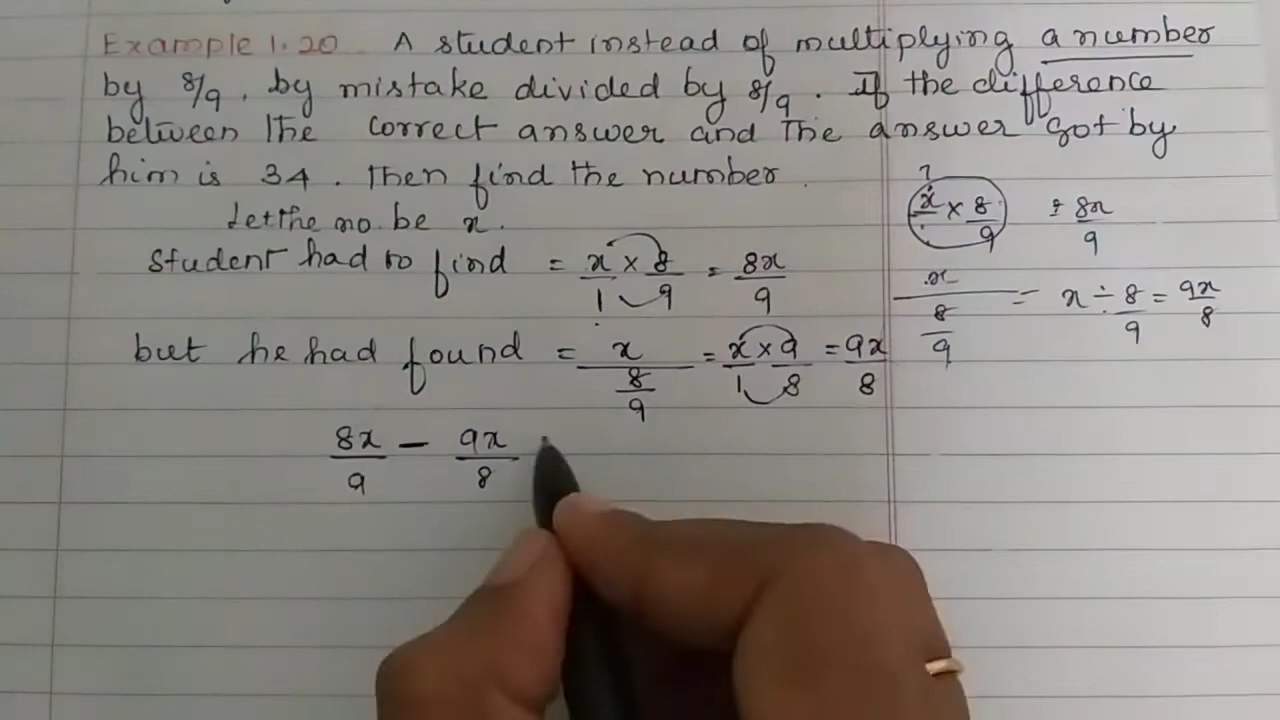 Example 1.20 A student instead of multiplying a number
by 8/9, by mistake divided by 8/9. If the difference
between the correct answer and the answer got by
him is 34. Then find the number.
Let the no. be x.
Student had to find = x/1 × 8/9 = 8x/9
but he had found = x/(8/9) = x/1 × 9/8 = 9x/8
8x/9 − 9x/8
x × 8/9 = 8x/9
x/(8/9) = x ÷ 8/9 = 9x/8